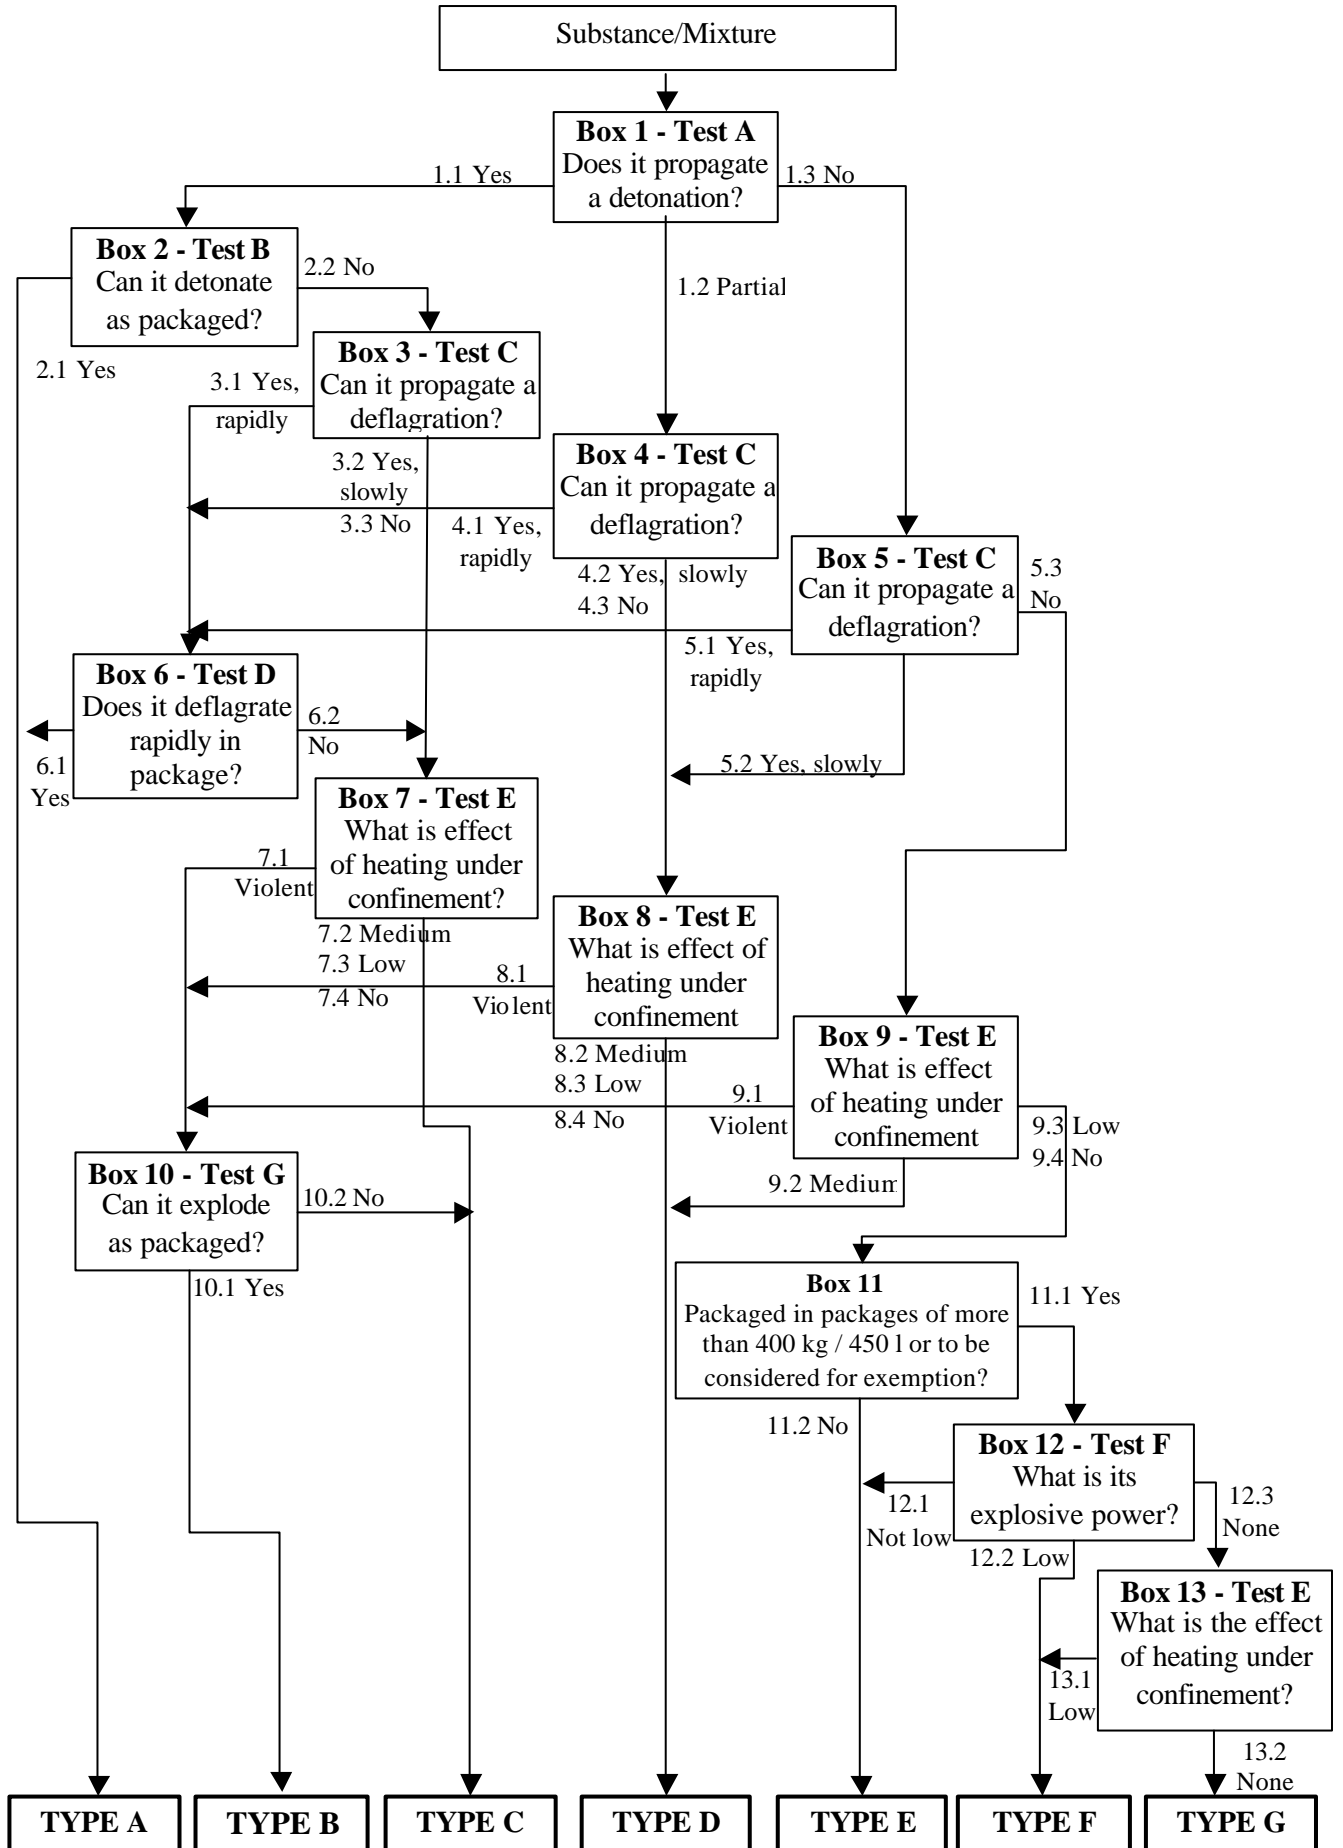 Substance/Mixture
Box 1 - Test A
Does it propagate
a detonation?
1.1 Yes
1.3 No
Box 2 - Test B
Can it detonate
as packaged?
2.2 No
1.2 Partial
2.1 Yes
Box 3 - Test C
Can it propagate a
deflagration?
3.1 Yes,
rapidly
3.2 Yes,
slowly
3.3 No
Box 4 - Test C
Can it propagate a
deflagration?
4.1 Yes,
rapidly
4.2 Yes, slowly
4.3 No
Box 5 - Test C
Can it propagate a
deflagration?
5.3
No
5.1 Yes,
rapidly
Box 6 - Test D
Does it deflagrate
rapidly in
package?
6.2
No
6.1
Yes
5.2 Yes, slowly
Box 7 - Test E
What is effect
of heating under
confinement?
7.1
Violent
7.2 Medium
7.3 Low
7.4 No
Box 8 - Test E
What is effect of
heating under
confinement
8.1
Violent
8.2 Medium
8.3 Low
8.4 No
Box 9 - Test E
What is effect
of heating under
confinement
9.1
Violent
9.3 Low
9.4 No
9.2 Medium
Box 10 - Test G
Can it explode
as packaged?
10.2 No
10.1 Yes
Box 11
Packaged in packages of more
than 400 kg / 450 l or to be
considered for exemption?
11.1 Yes
11.2 No
Box 12 - Test F
What is its
explosive power?
12.1
Not low
12.3
None
12.2 Low
Box 13 - Test E
What is the effect
of heating under
confinement?
13.1
Low
13.2
None
TYPE A
TYPE B
TYPE C
TYPE D
TYPE E
TYPE F
TYPE G